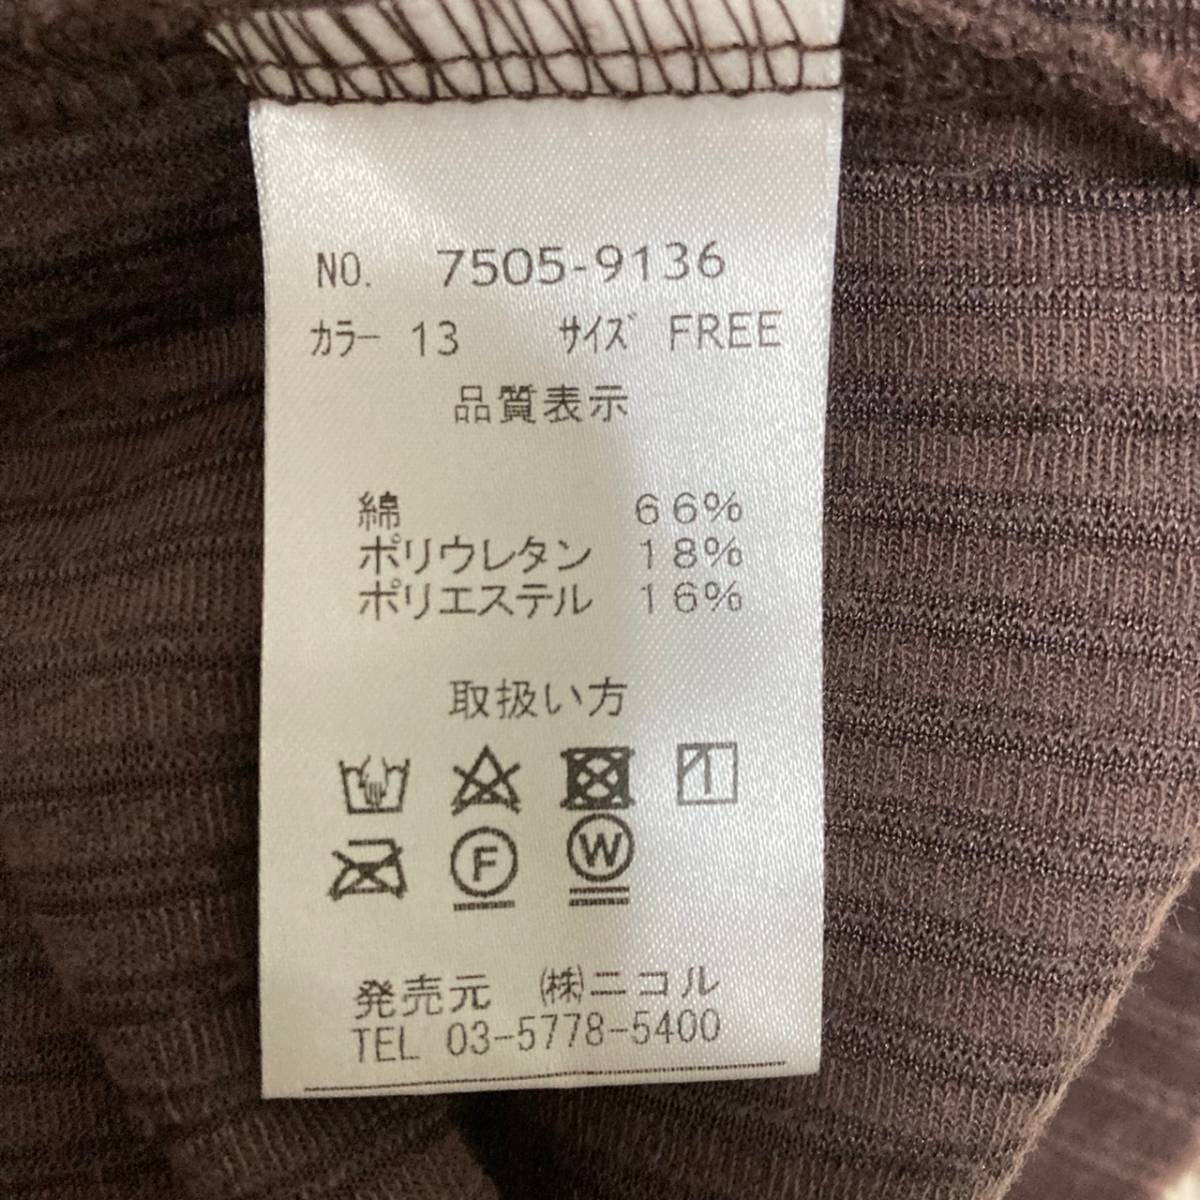 NO. 7505-9136
カラー 13 サイズ FREE
品質表示
綿 66%
ポリウレタン 18%
ポリエステル 16%
取扱い方
F W
発売元 ㈱ニコル
TEL 03-5778-5400